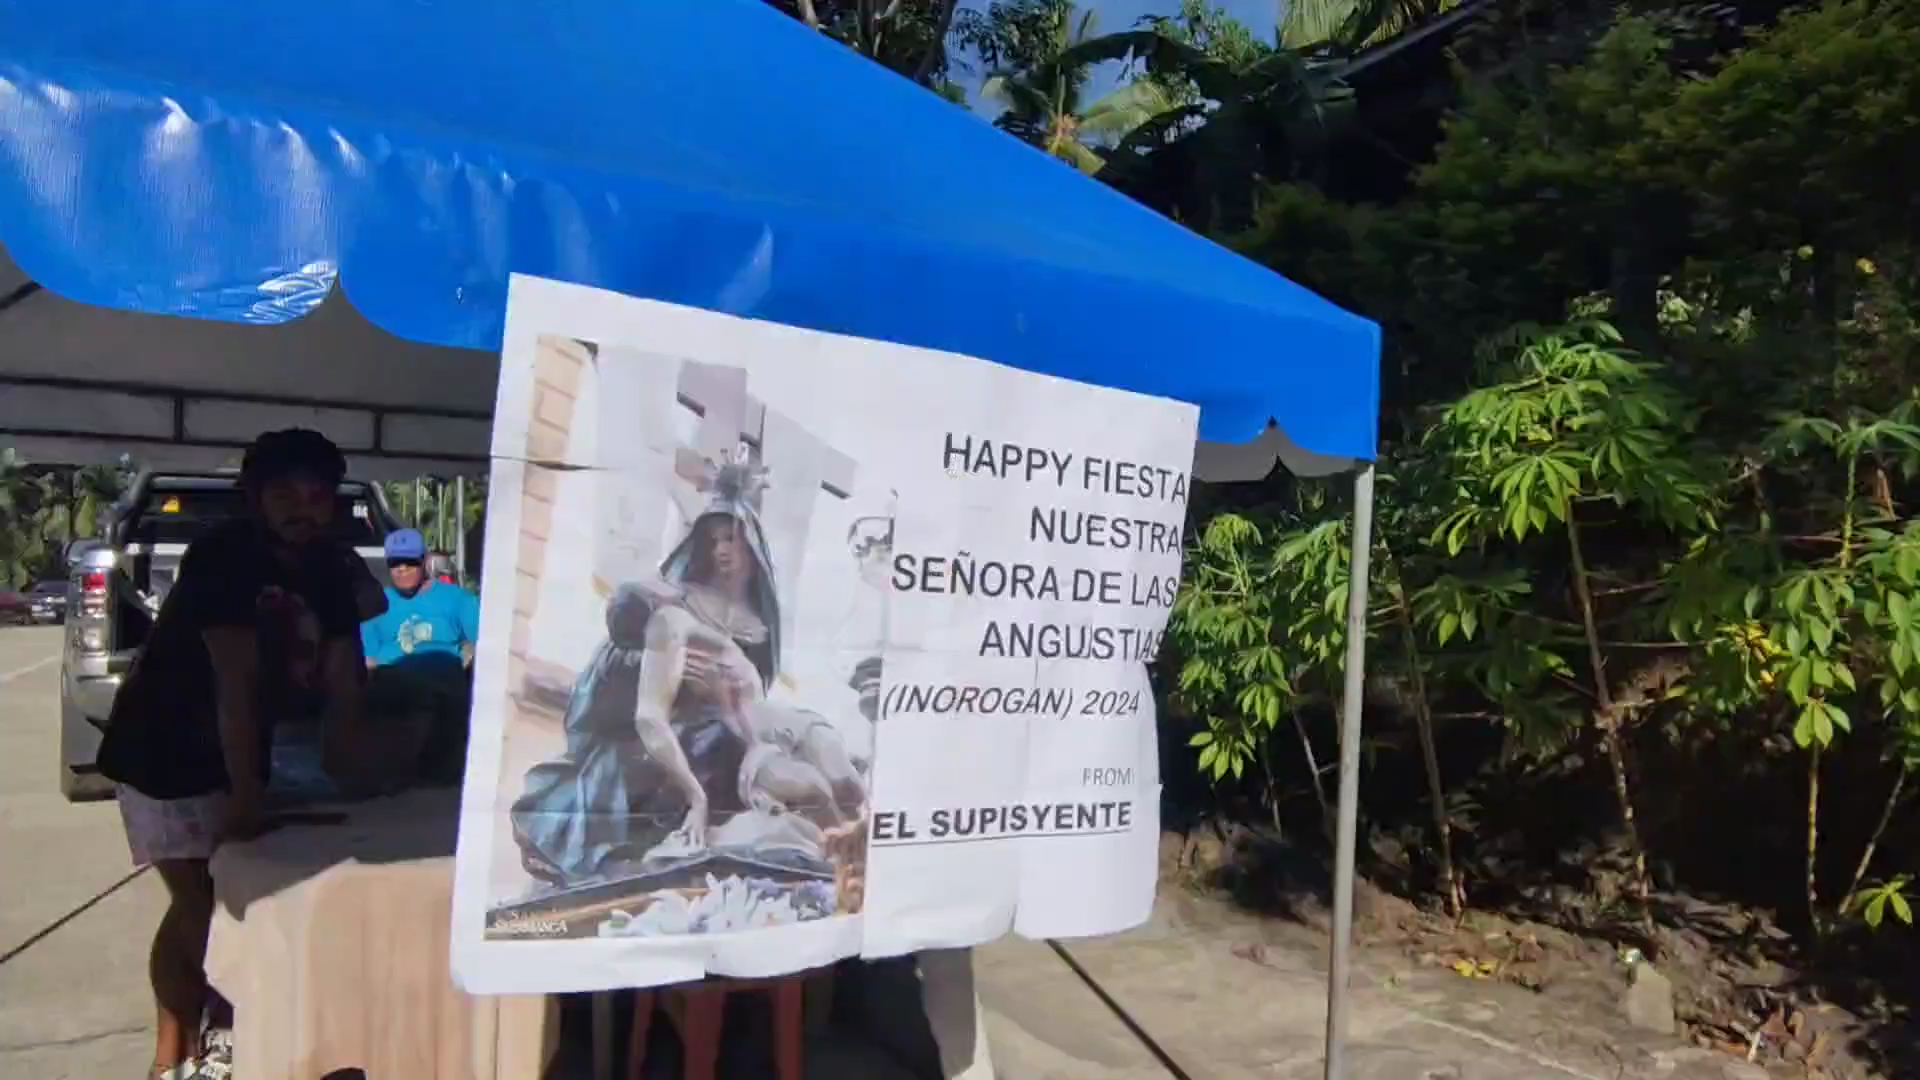 HAPPY FIESTA
NUESTRA
SEÑORA DE LAS
ANGUSTIAS
(INOROGAN) 2024
FROM:
EL SUPISYENTE